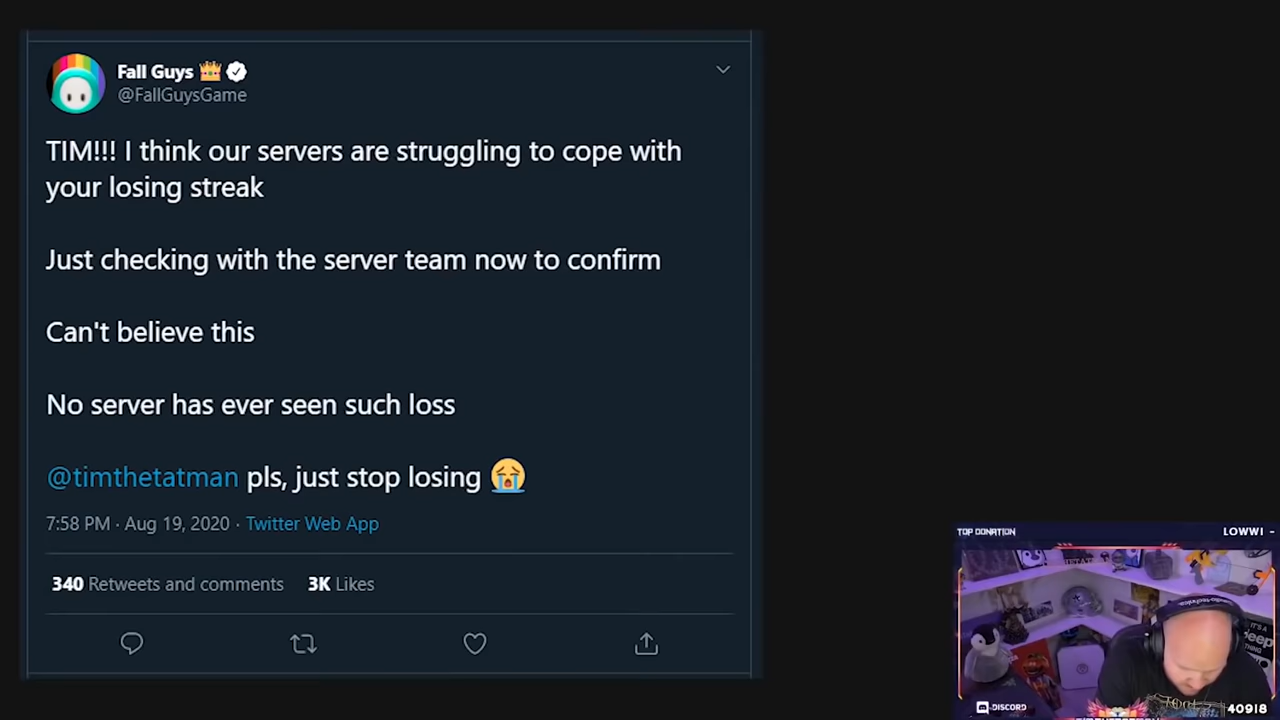 Fall Guys 👑
@FallGuysGame
TIM!!! I think our servers are struggling to cope with
your losing streak
Just checking with the server team now to confirm
Can't believe this
No server has ever seen such loss
@timthetatman pls, just stop losing 😭
7:58 PM · Aug 19, 2020 · Twitter Web App
340 Retweets and comments 3K Likes
TOP DONATION
LOWWI -
IT'S A
Jeep
THING
DISCORD
40918